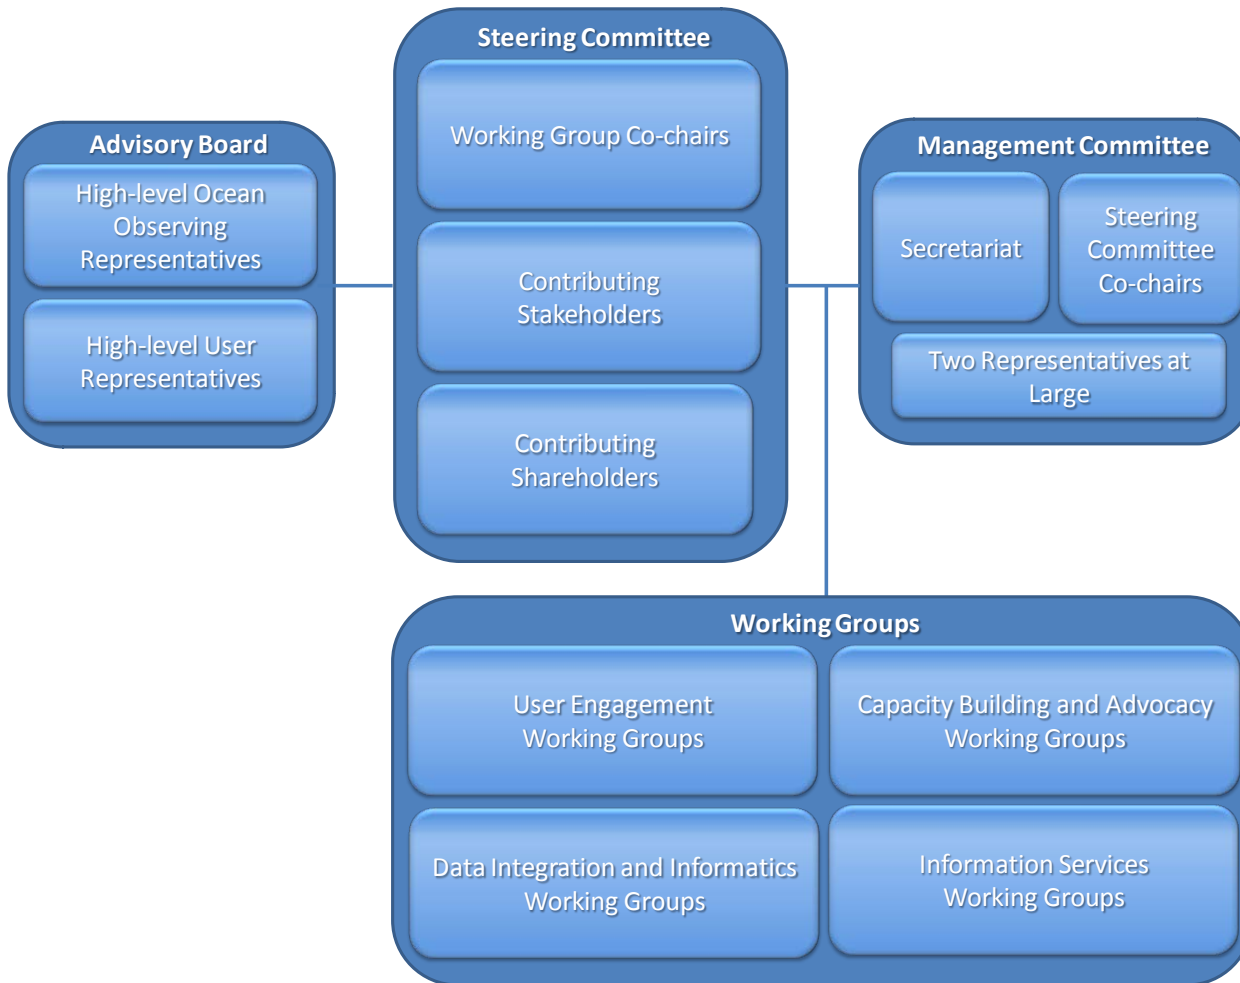 Steering Committee
Working Group Co-chairs
Contributing
Stakeholders
Contributing
Shareholders
Advisory Board
High-level Ocean
Observing
Representatives
High-level User
Representatives
Management Committee
Secretariat
Steering
Committee
Co-chairs
Two Representatives at
Large
Working Groups
User Engagement
Working Groups
Capacity Building and Advocacy
Working Groups
Data Integration and Informatics
Working Groups
Information Services
Working Groups